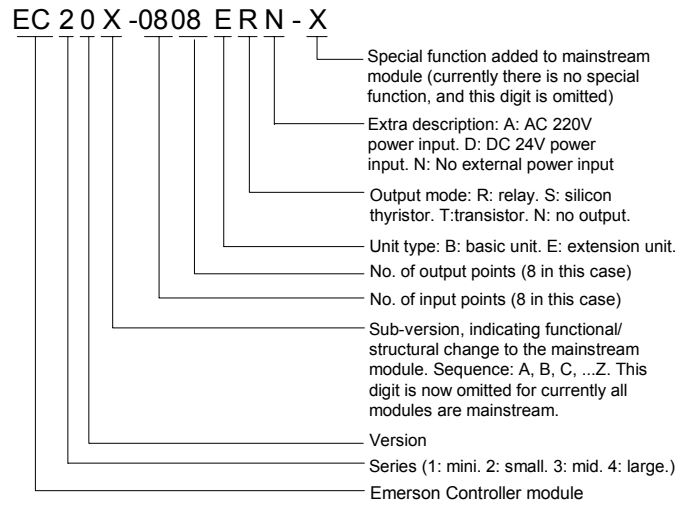 EC 2 0 X -0808 E R N - X
Special function added to mainstream
module (currently there is no special
function, and this digit is omitted)
Extra description: A: AC 220V
power input. D: DC 24V power
input. N: No external power input
Output mode: R: relay. S: silicon
thyristor. T:transistor. N: no output.
Unit type: B: basic unit. E: extension unit.
No. of output points (8 in this case)
No. of input points (8 in this case)
Sub-version, indicating functional/
structural change to the mainstream
module. Sequence: A, B, C, ...Z. This
digit is now omitted for currently all
modules are mainstream.
Version
Series (1: mini. 2: small. 3: mid. 4: large.)
Emerson Controller module